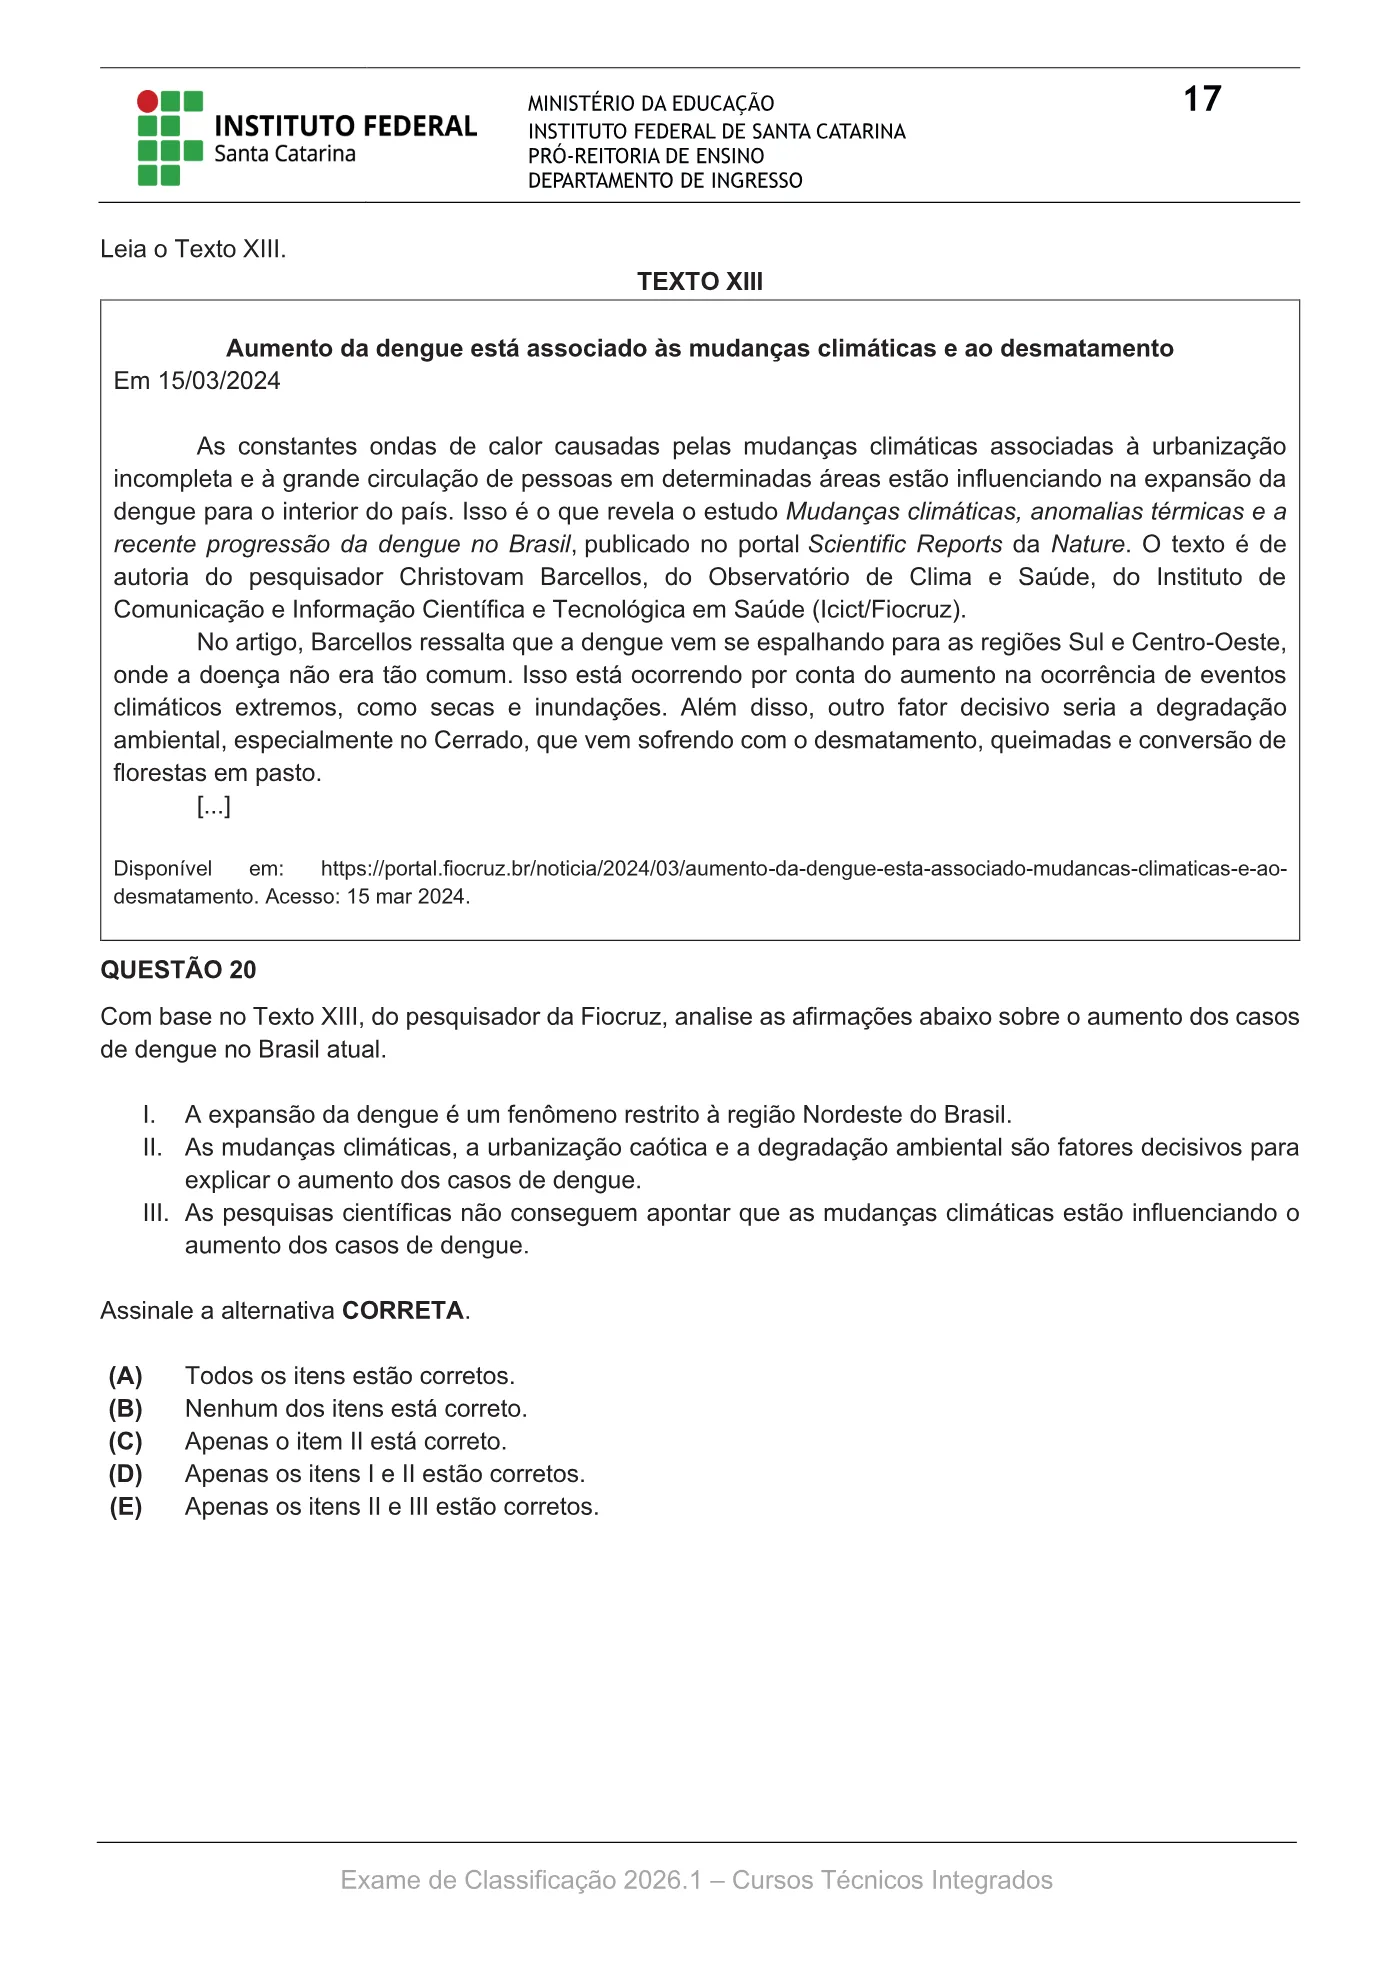 INSTITUTO FEDERAL
Santa Catarina
MINISTÉRIO DA EDUCAÇÃO
INSTITUTO FEDERAL DE SANTA CATARINA
PRÓ-REITORIA DE ENSINO
DEPARTAMENTO DE INGRESSO
17
Leia o Texto XIII.
TEXTO XIII
Aumento da dengue está associado às mudanças climáticas e ao desmatamento
Em 15/03/2024
As constantes ondas de calor causadas pelas mudanças climáticas associadas à urbanização
incompleta e à grande circulação de pessoas em determinadas áreas estão influenciando na expansão da
dengue para o interior do país. Isso é o que revela o estudo Mudanças climáticas, anomalias térmicas e a
recente progressão da dengue no Brasil, publicado no portal Scientific Reports da Nature. O texto é de
autoria do pesquisador Christovam Barcellos, do Observatório de Clima e Saúde, do Instituto de
Comunicação e Informação Científica e Tecnológica em Saúde (Icict/Fiocruz).
No artigo, Barcellos ressalta que a dengue vem se espalhando para as regiões Sul e Centro-Oeste,
onde a doença não era tão comum. Isso está ocorrendo por conta do aumento na ocorrência de eventos
climáticos extremos, como secas e inundações. Além disso, outro fator decisivo seria a degradação
ambiental, especialmente no Cerrado, que vem sofrendo com o desmatamento, queimadas e conversão de
florestas em pasto.
[...]
Disponível em: https://portal.fiocruz.br/noticia/2024/03/aumento-da-dengue-esta-associado-mudancas-climaticas-e-ao-
desmatamento. Acesso: 15 mar 2024.
QUESTÃO 20
Com base no Texto XIII, do pesquisador da Fiocruz, analise as afirmações abaixo sobre o aumento dos casos
de dengue no Brasil atual.
I. A expansão da dengue é um fenômeno restrito à região Nordeste do Brasil.
II. As mudanças climáticas, a urbanização caótica e a degradação ambiental são fatores decisivos para
explicar o aumento dos casos de dengue.
III. As pesquisas científicas não conseguem apontar que as mudanças climáticas estão influenciando o
aumento dos casos de dengue.
Assinale a alternativa CORRETA.
(A) Todos os itens estão corretos.
(B) Nenhum dos itens está correto.
(C) Apenas o item II está correto.
(D) Apenas os itens I e II estão corretos.
(E) Apenas os itens II e III estão corretos.
Exame de Classificação 2026.1 – Cursos Técnicos Integrados